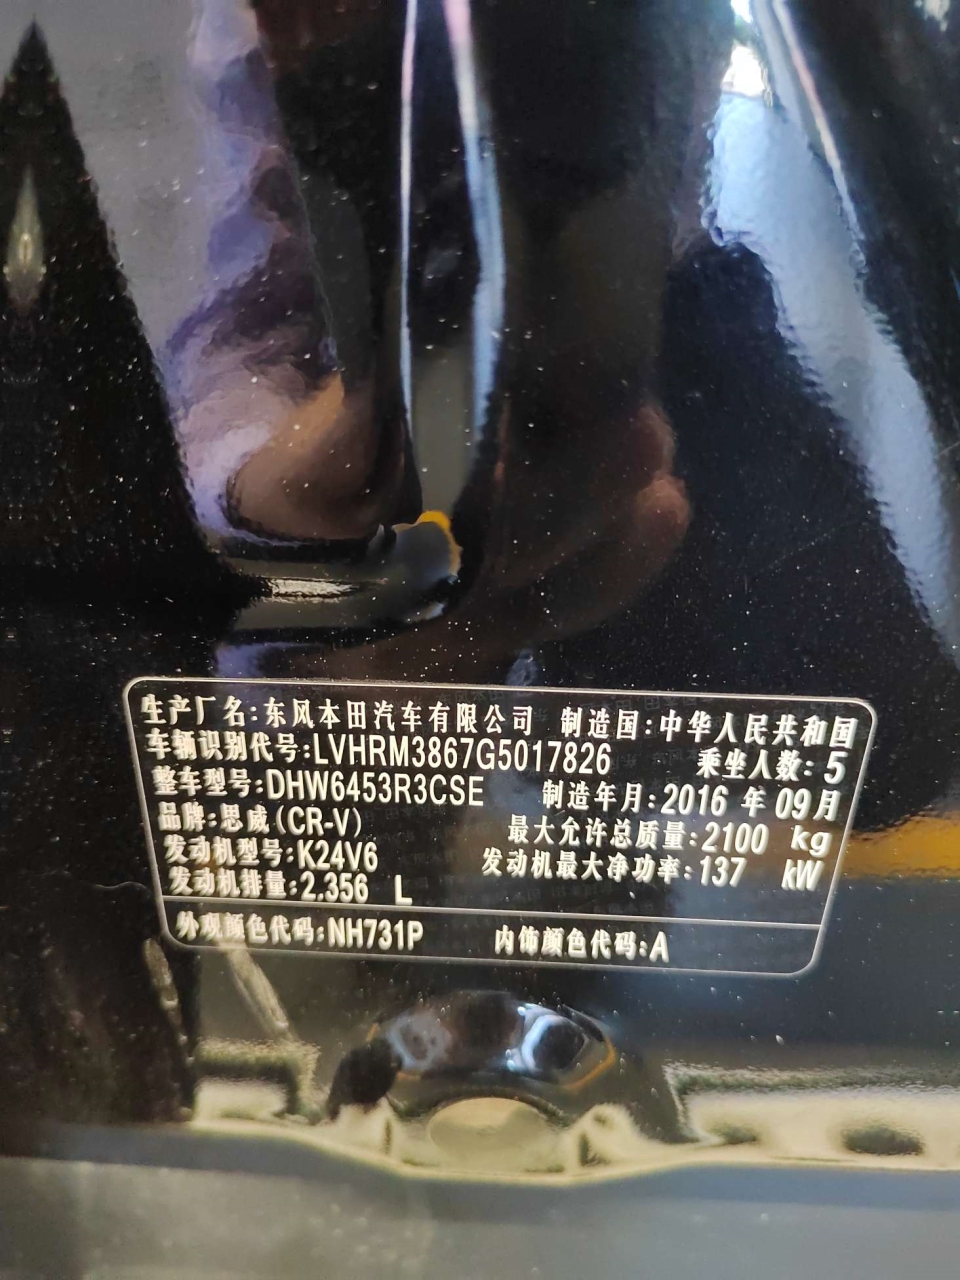 生产厂名:东风本田汽车有限公司 制造国:中华人民共和国
车辆识别代号:LVHRM3867G5017826 乘坐人数:5
整车型号:DHW6453R3CSE 制造年月:2016 年 09月
品牌:思威(CR-V) 最大允许总质量:2100 kg
发动机型号:K24V6 发动机最大净功率:137 kW
发动机排量:2.356 L
外观颜色代码:NH731P 内饰颜色代码:A